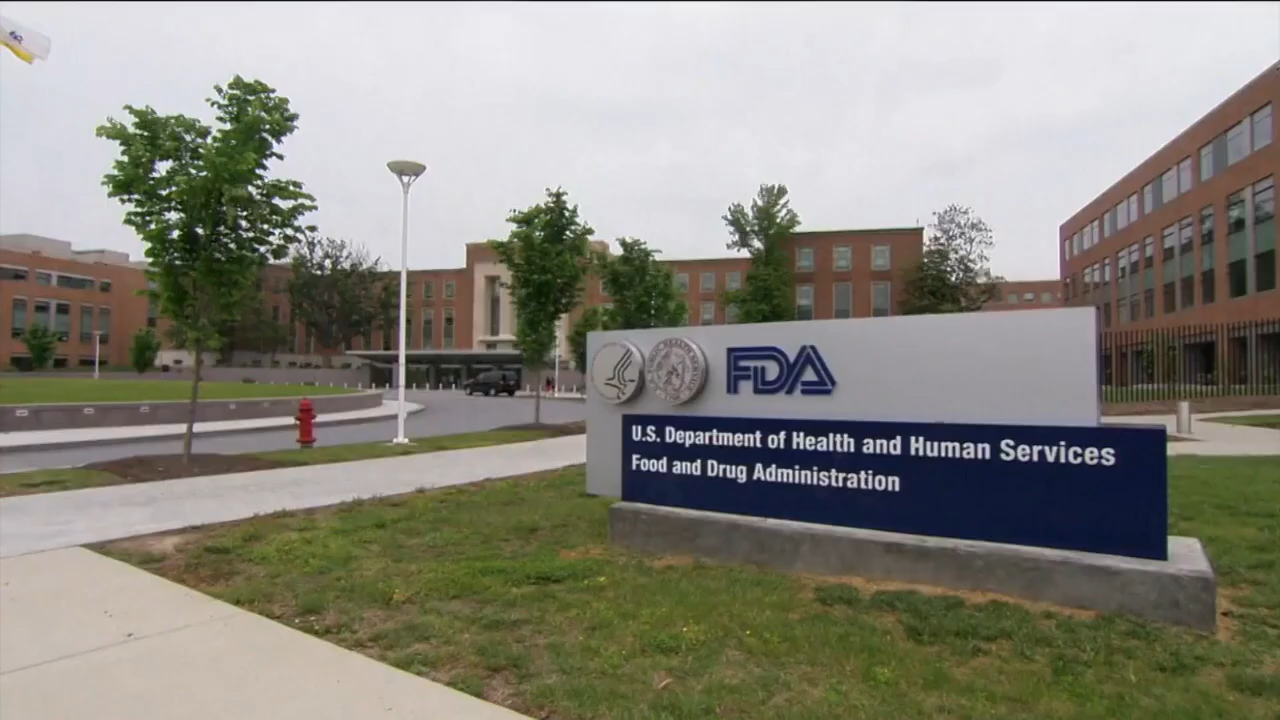 FDA
U.S. Department of Health and Human Services
Food and Drug Administration